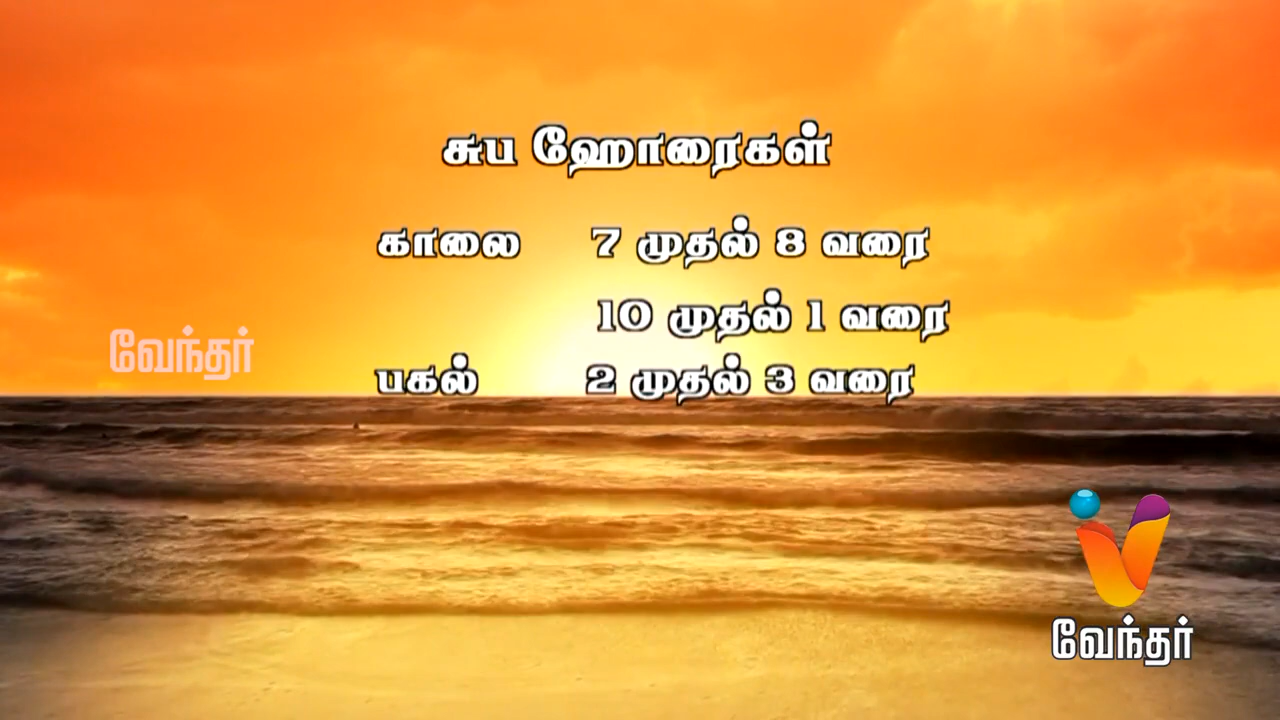 சுப ஹோரைகள்
காலை 7 முதல் 8 வரை
10 முதல் 1 வரை
வேந்தர்
பகல் 2 முதல் 3 வரை
வேந்தர்